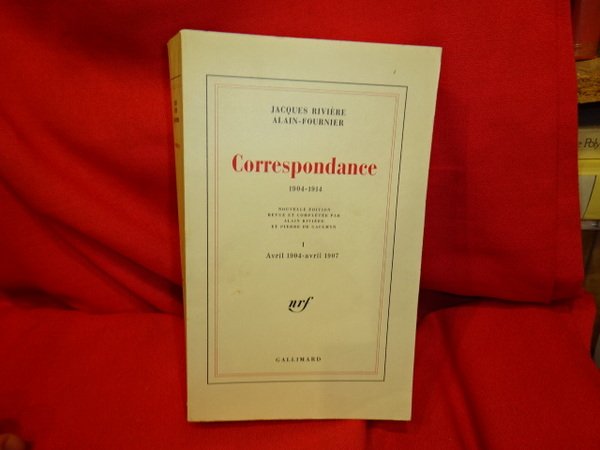 JACQUES RIVIÈRE
ALAIN-FOURNIER
Correspondance
1904-1914
NOUVELLE ÉDITION
REVUE ET COMPLÉTÉE PAR
ALAIN RIVIÈRE
ET PIERRE DE GAULMYN
I
Avril 1904-avril 1907
nrf
GALLIMARD
Poly